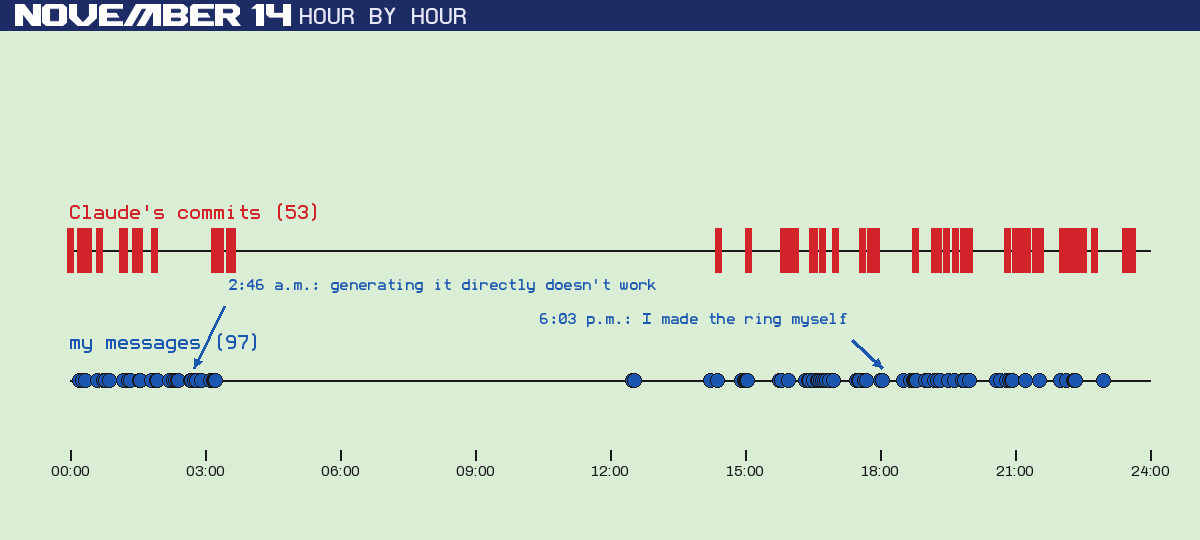 NOVEMBER 14 HOUR BY HOUR
Claude's commits (53)
2:46 a.m.: generating it directly doesn't work
6:03 p.m.: I made the ring myself
my messages (97)
00:00 03:00 06:00 09:00 12:00 15:00 18:00 21:00 24:00